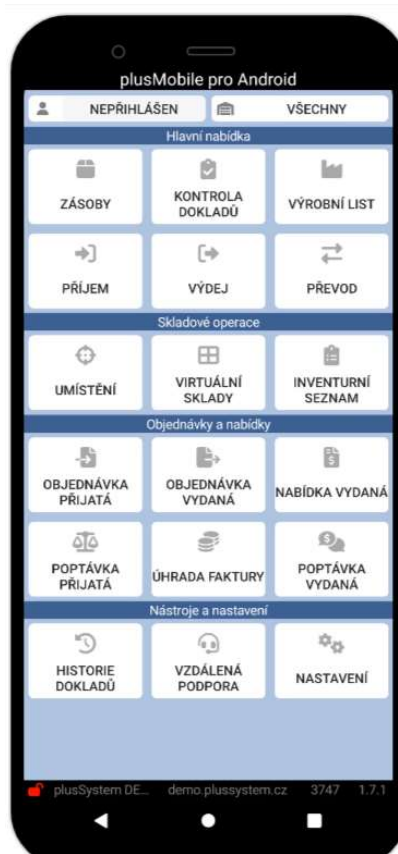 plusMobile pro Android
NEPŘIHLÁŠEN VŠECHNY
Hlavní nabídka
ZÁSOBY
KONTROLA
DOKLADŮ
VÝROBNÍ LIST
PŘÍJEM
VÝDEJ
PŘEVOD
Skladové operace
UMÍSTĚNÍ
VIRTUÁLNÍ
SKLADY
INVENTURNÍ
SEZNAM
Objednávky a nabídky
OBJEDNÁVKA
PŘIJATÁ
OBJEDNÁVKA
VYDANÁ
NABÍDKA VYDANÁ
POPTÁVKA
PŘIJATÁ
ÚHRADA FAKTURY
POPTÁVKA
VYDANÁ
Nástroje a nastavení
HISTORIE
DOKLADŮ
VZDÁLENÁ
PODPORA
NASTAVENÍ
plusSystem DE... demo.plussystem.cz 3747 1.7.1